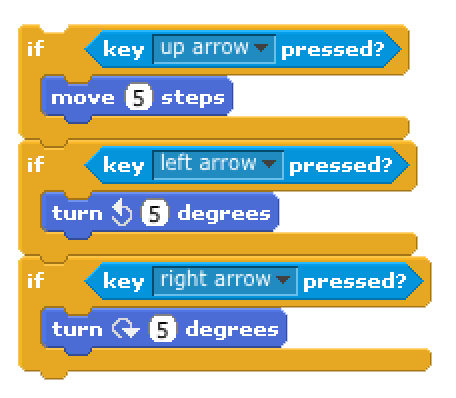 if key up arrow pressed?
move 5 steps
if key left arrow pressed?
turn 5 degrees
if key right arrow pressed?
turn 5 degrees